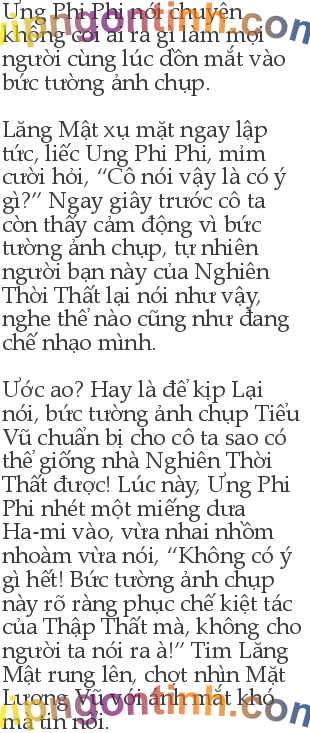 Ưng Phi Phi nói chuyện
không coi ai ra gì làm mọi
người cùng lúc dồn mắt vào
bức tường ảnh chụp.
Lăng Mật xụ mặt ngay lập
tức, liếc Ung Phi Phi, mỉm
cười hỏi, “Cô nói vậy là có ý
gì?” Ngay giây trước cô ta
còn thấy cảm động vì bức
tường ảnh chụp, tự nhiên
người bạn này của Nghiên
Thời Thất lại nói như vậy,
nghe thể nào cũng như đang
chế nhạo mình.
Ước ao? Hay là để kịp Lại
nói, bức tường ảnh chụp Tiểu
Vũ chuẩn bị cho cô ta sao có
thể giống nhà Nghiên Thời
Thất được! Lúc này, Ưng Phi
Phi nhét một miếng dưa
Ha-mi vào, vừa nhai nhồm
nhoàm vừa nói, “Không có ý
gì hết! Bức tường ảnh chụp
này rõ ràng phục chế kiệt tác
của Thập Thất mà, không cho
người ta nói ra à!” Tim Lăng
Mật rung lên, chợt nhìn Mặt
Lương Vũ với ánh mắt khó
mà tin nổi.
vipngontinh.com
vipngontinh.com